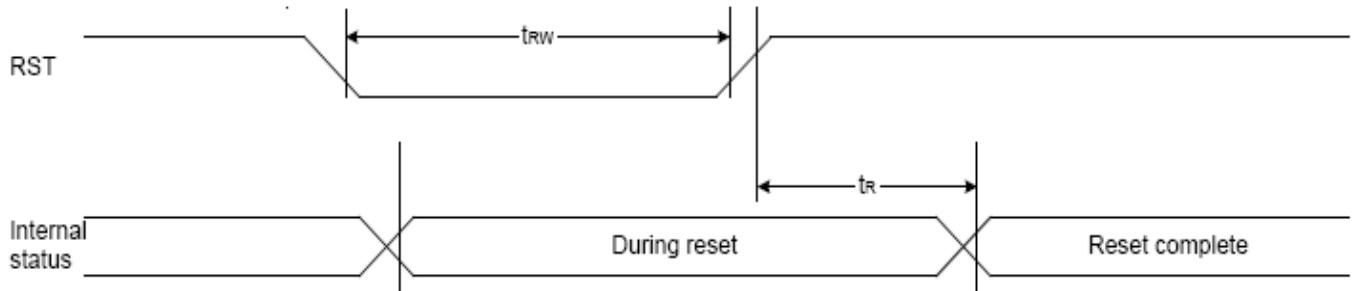 tRW
RST
tR
Internal
status
During reset
Reset complete